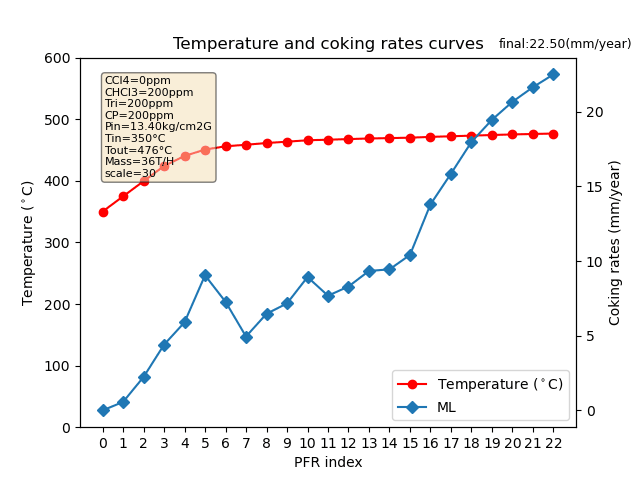 Temperature and coking rates curves
final:22.50(mm/year)
CCl4=0ppm
CHCl3=200ppm
Tri=200ppm
CP=200ppm
Pin=13.40kg/cm2G
Tin=350°C
Tout=476°C
Mass=36T/H
scale=30
600
500
400
300
200
100
0
Temperature (°C)
20
15
10
5
0
Coking rates (mm/year)
Temperature (°C)
ML
0 1 2 3 4 5 6 7 8 9 10 11 12 13 14 15 16 17 18 19 20 21 22
PFR index